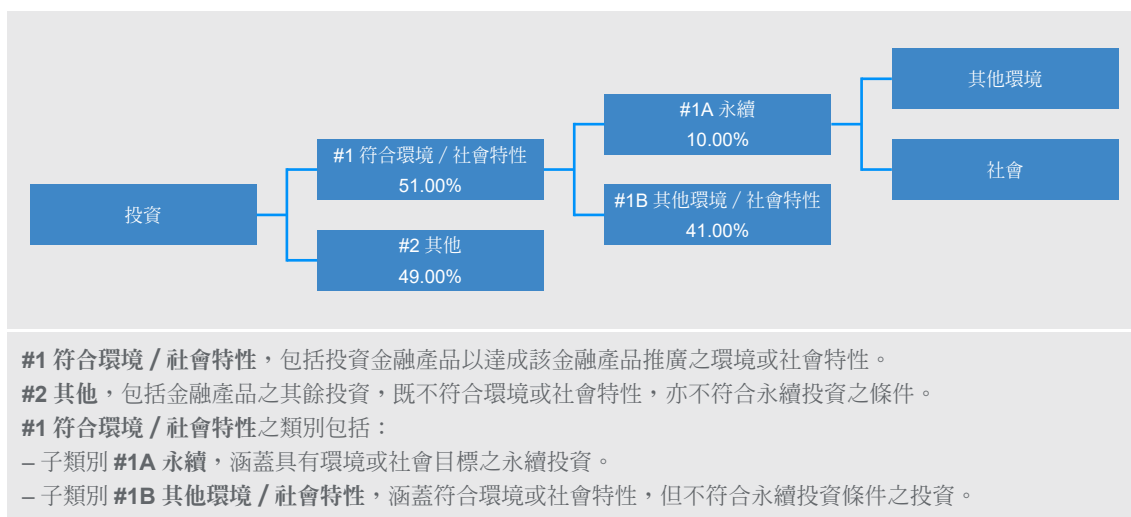 投資
#1 符合環境 / 社會特性
51.00%
#2 其他
49.00%
#1A 永續
10.00%
#1B 其他環境 / 社會特性
41.00%
其他環境
社會
#1 符合環境 / 社會特性，包括投資金融產品以達成該金融產品推廣之環境或社會特性。
#2 其他，包括金融產品之其餘投資，既不符合環境或社會特性，亦不符合永續投資之條件。
#1 符合環境 / 社會特性之類別包括：
– 子類別 #1A 永續，涵蓋具有環境或社會目標之永續投資。
– 子類別 #1B 其他環境 / 社會特性，涵蓋符合環境或社會特性，但不符合永續投資條件之投資。